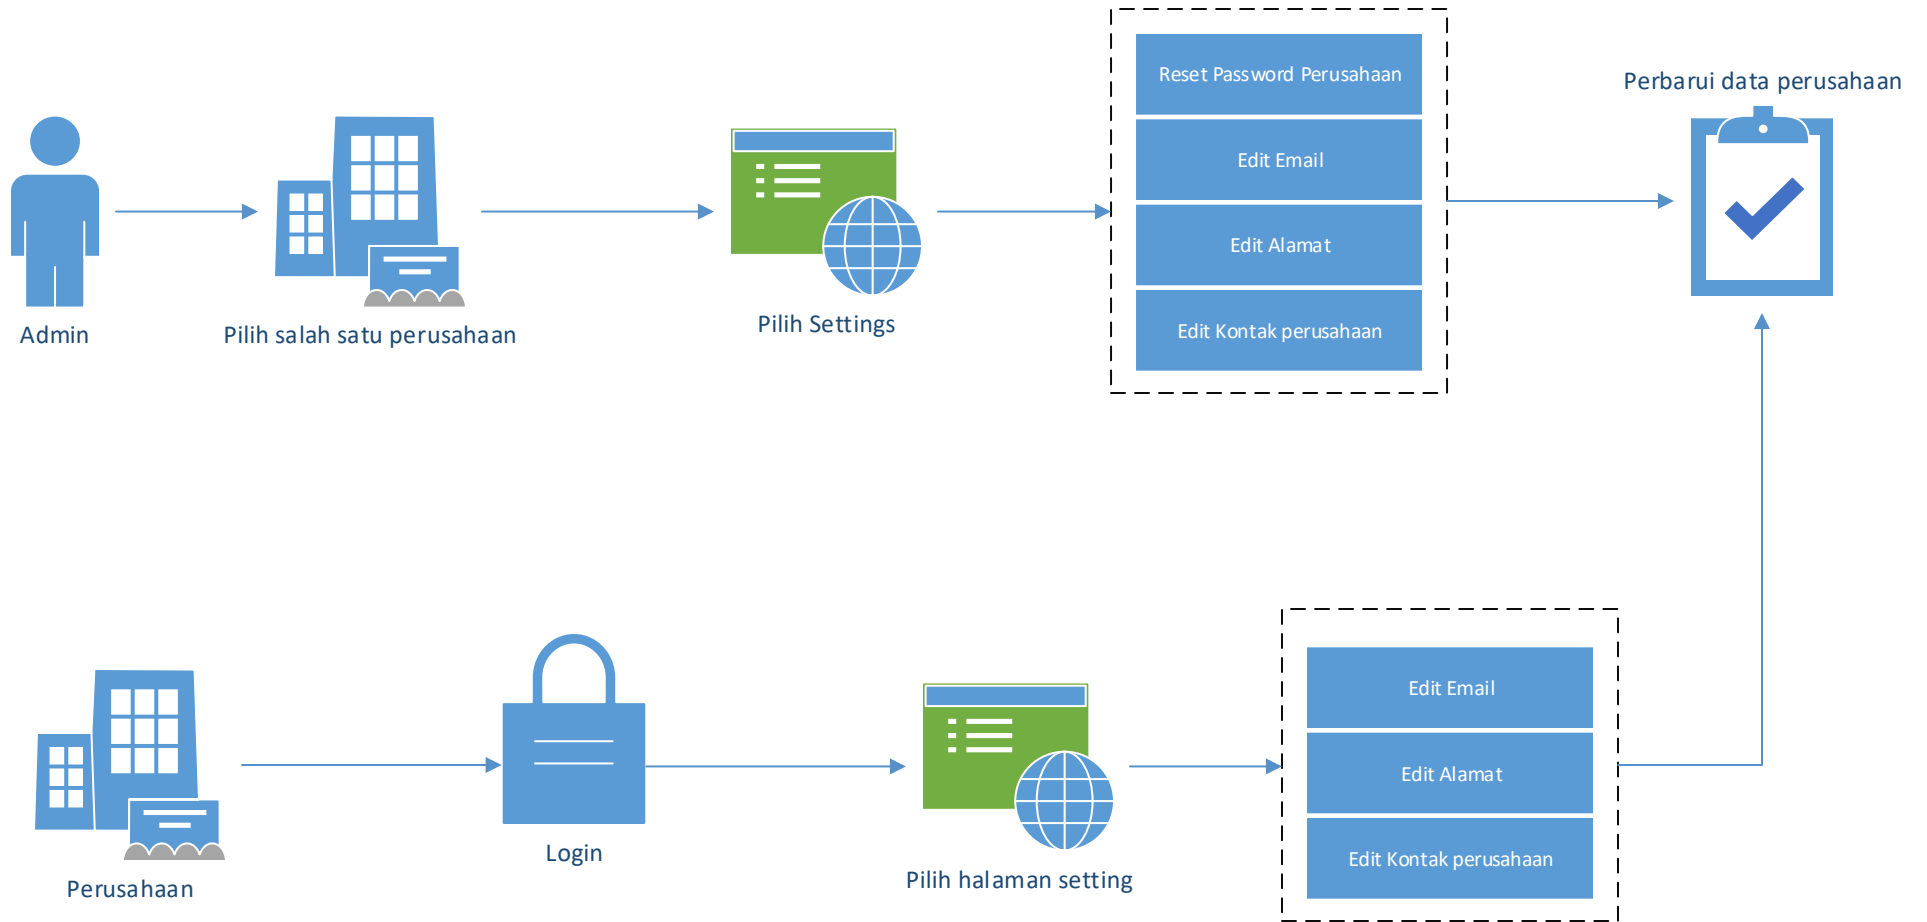 Admin
Pilih salah satu perusahaan
Pilih Settings
Reset Password Perusahaan
Edit Email
Edit Alamat
Edit Kontak perusahaan
Perbarui data perusahaan
Perusahaan
Login
Pilih halaman setting
Edit Email
Edit Alamat
Edit Kontak perusahaan